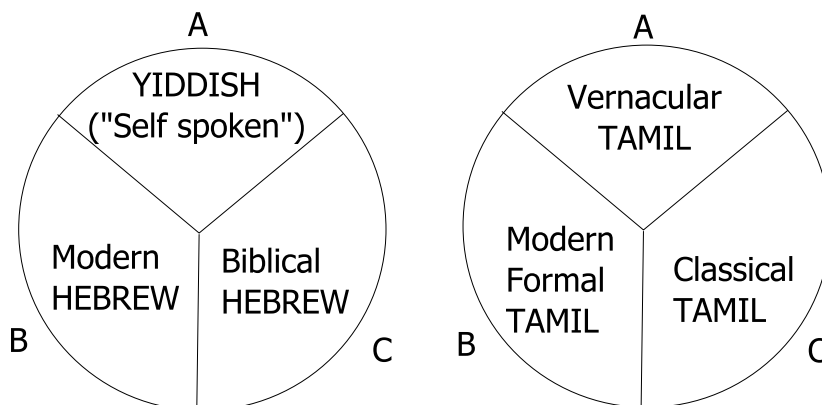 A
YIDDISH
("Self spoken")
Modern
HEBREW
Biblical
HEBREW
B
C
A
Vernacular
TAMIL
Modern
Formal
TAMIL
Classical
TAMIL
B
C